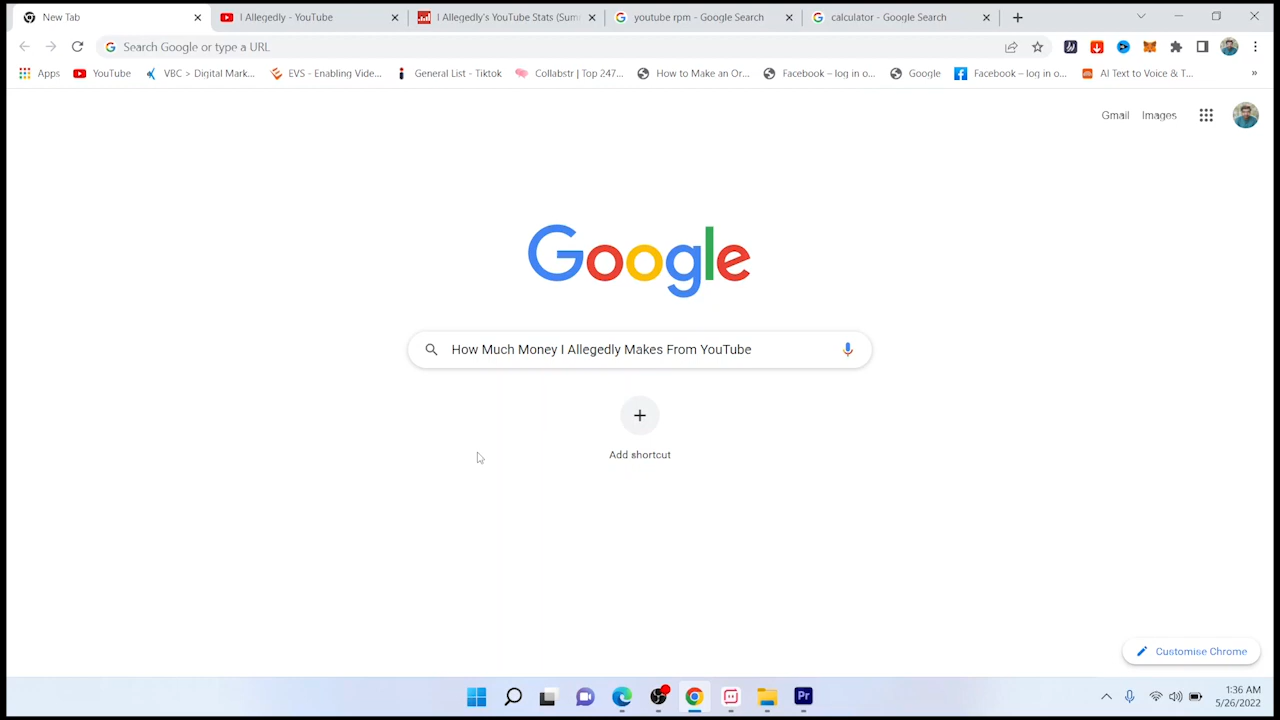 New Tab
I Allegedly - YouTube
I Allegedly's YouTube Stats (Sum
youtube rpm - Google Search
calculator - Google Search
Search Google or type a URL
Apps
YouTube
VBC > Digital Mark...
EVS - Enabling Vide...
General List - Tiktok
Collabstr | Top 247...
How to Make an Or...
Facebook – log in o...
Google
Facebook – log in o...
AI Text to Voice & T...
»
Gmail
Images
Google
How Much Money I Allegedly Makes From YouTube
Add shortcut
Customise Chrome
Pr
1:36 AM
5/26/2022